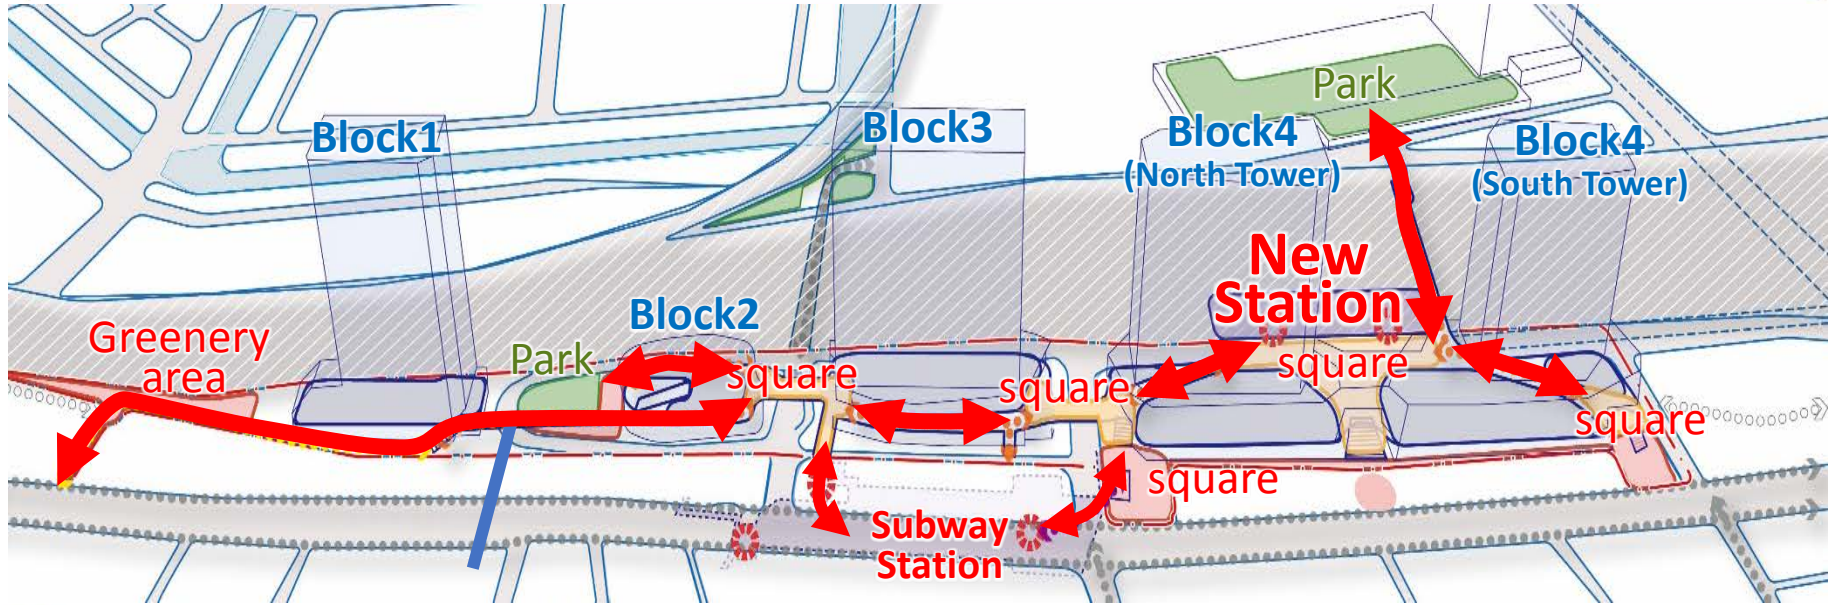 Park
Block1
Block3
Block4
(North Tower)
Block4
(South Tower)
New
Station
Block2
Greenery
area
Park
square
square
square
square
square
Subway
Station